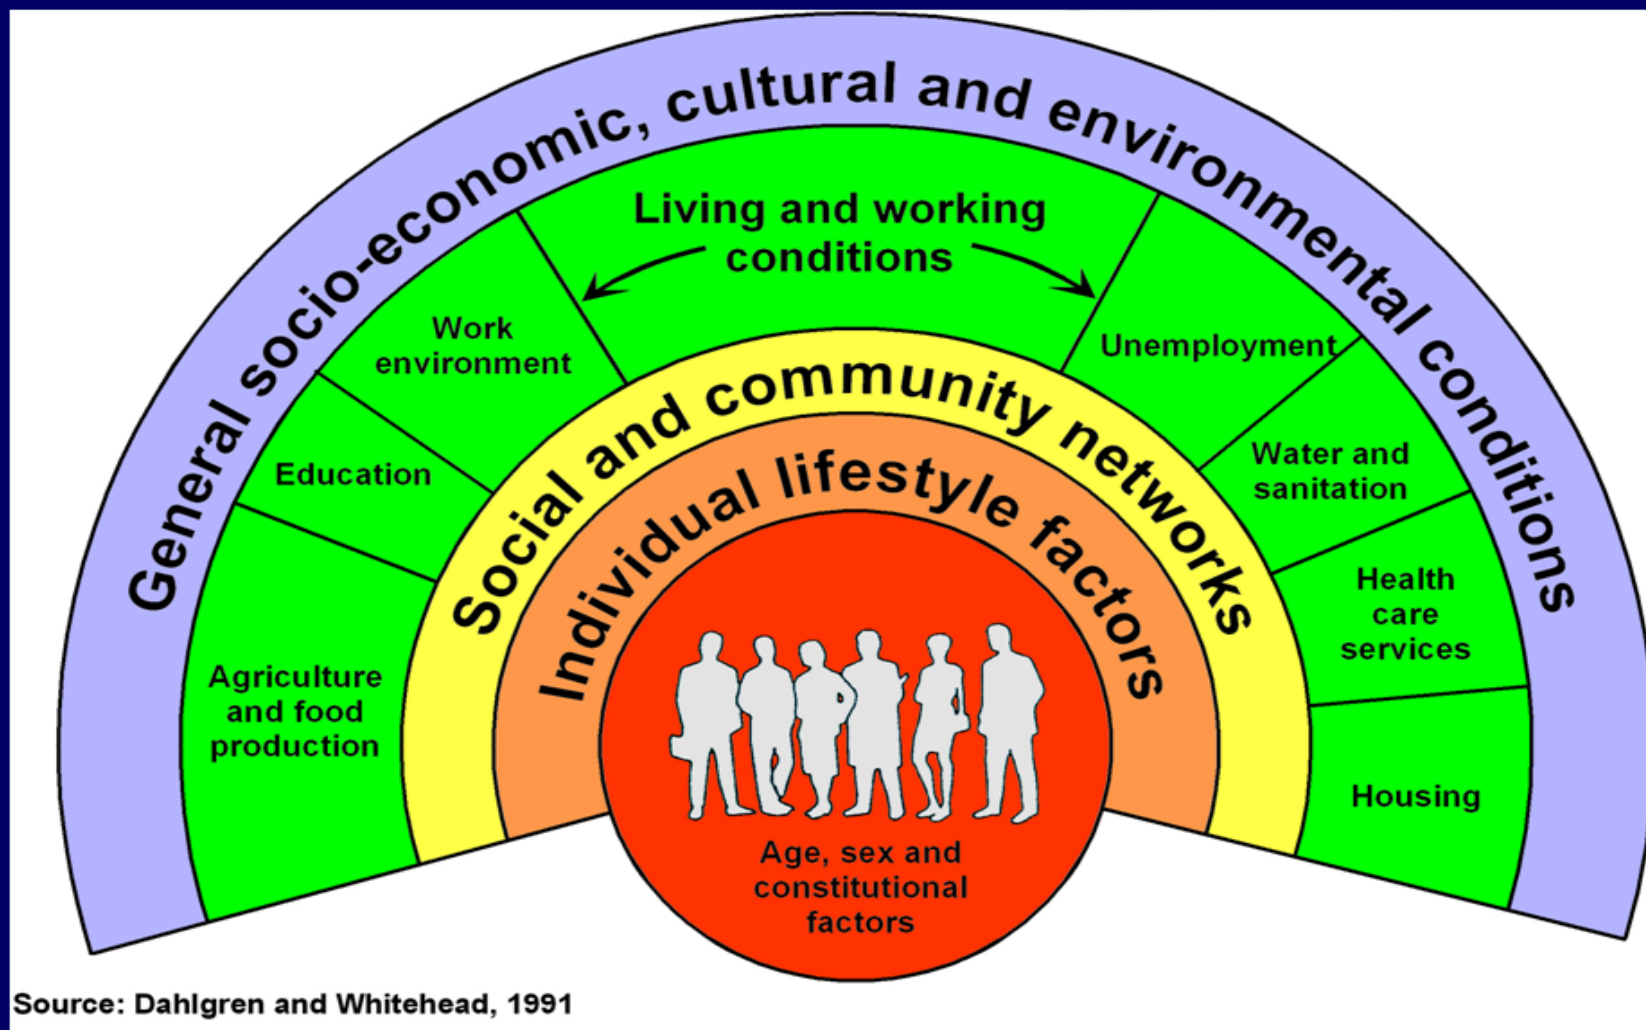 General socio-economic, cultural and environmental conditions
Living and working
conditions
Work
environment
Unemployment
Education
Water and
sanitation
Agriculture
and food
production
Health
care
services
Housing
Social and community networks
Individual lifestyle factors
Age, sex and
constitutional
factors
Source: Dahlgren and Whitehead, 1991